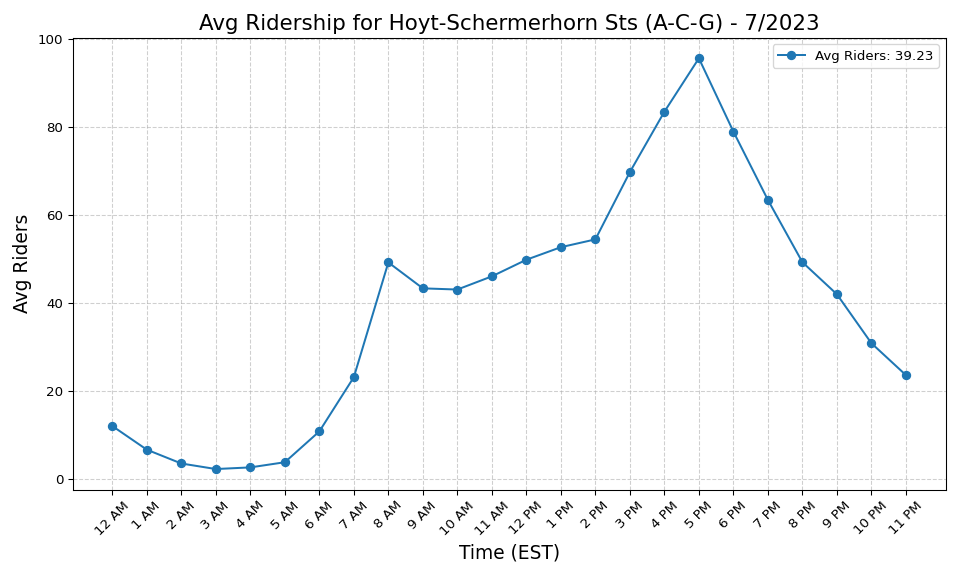 Avg Ridership for Hoyt-Schermerhorn Sts (A-C-G) - 7/2023
Avg Riders: 39.23
100
80
60
40
20
0
Avg Riders
12 AM
1 AM
2 AM
3 AM
4 AM
5 AM
6 AM
7 AM
8 AM
9 AM
10 AM
11 AM
12 PM
1 PM
2 PM
3 PM
4 PM
5 PM
6 PM
7 PM
8 PM
9 PM
10 PM
11 PM
Time (EST)